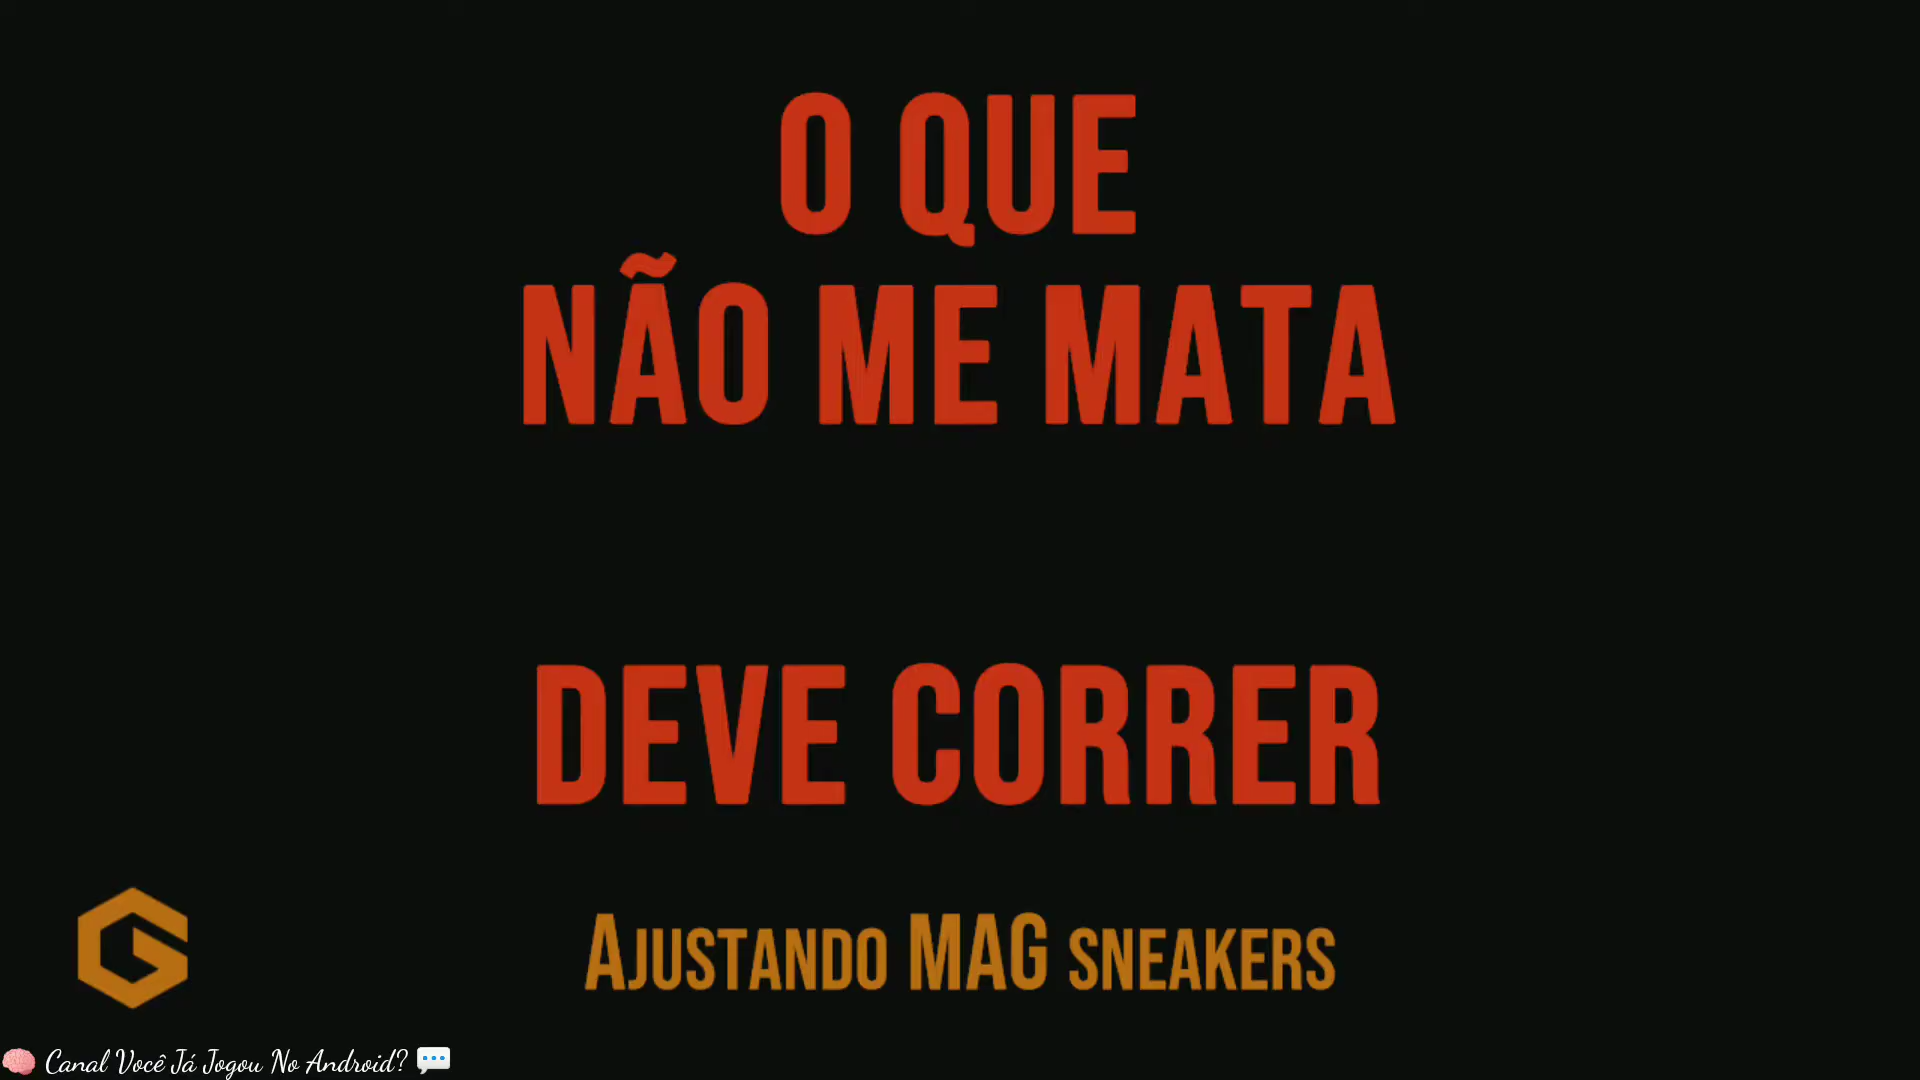 O QUE
NÃO ME MATA
DEVE CORRER
AJUSTANDO MAG SNEAKERS
🧠 Canal Você Já Jogou No Android? 💬